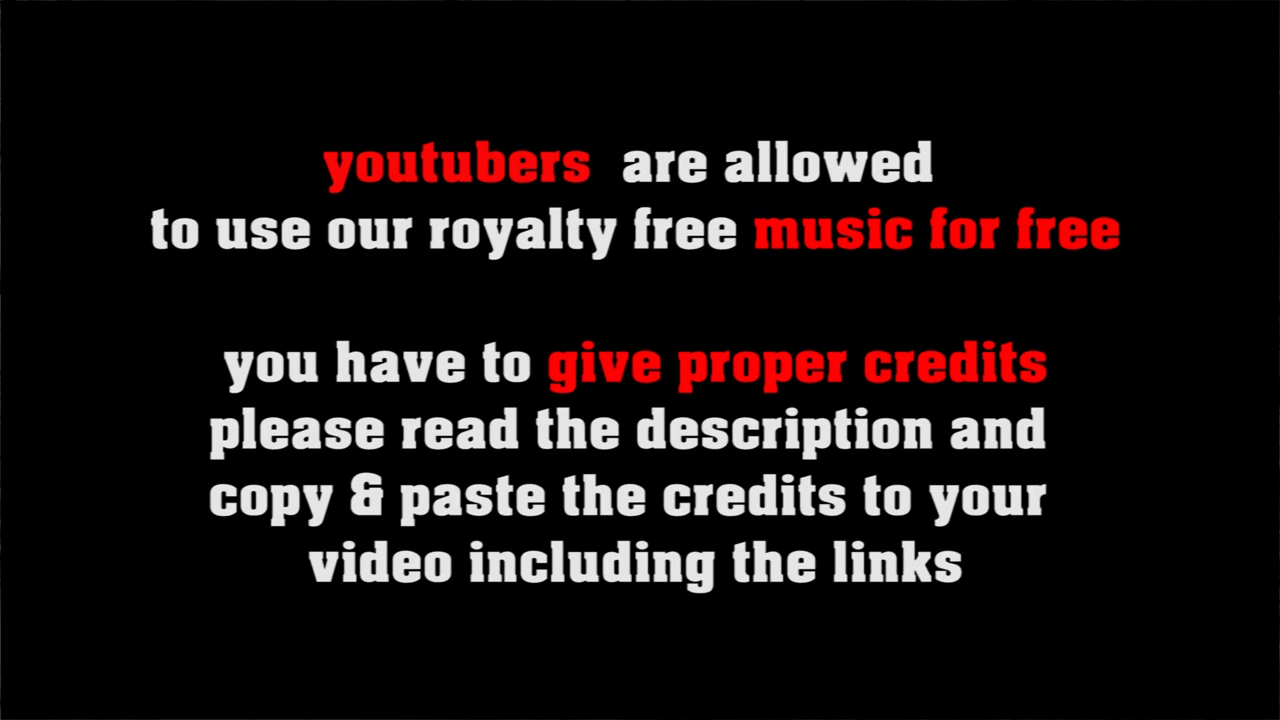 youtubers are allowed
to use our royalty free music for free
you have to give proper credits
please read the description and
copy & paste the credits to your
video including the links